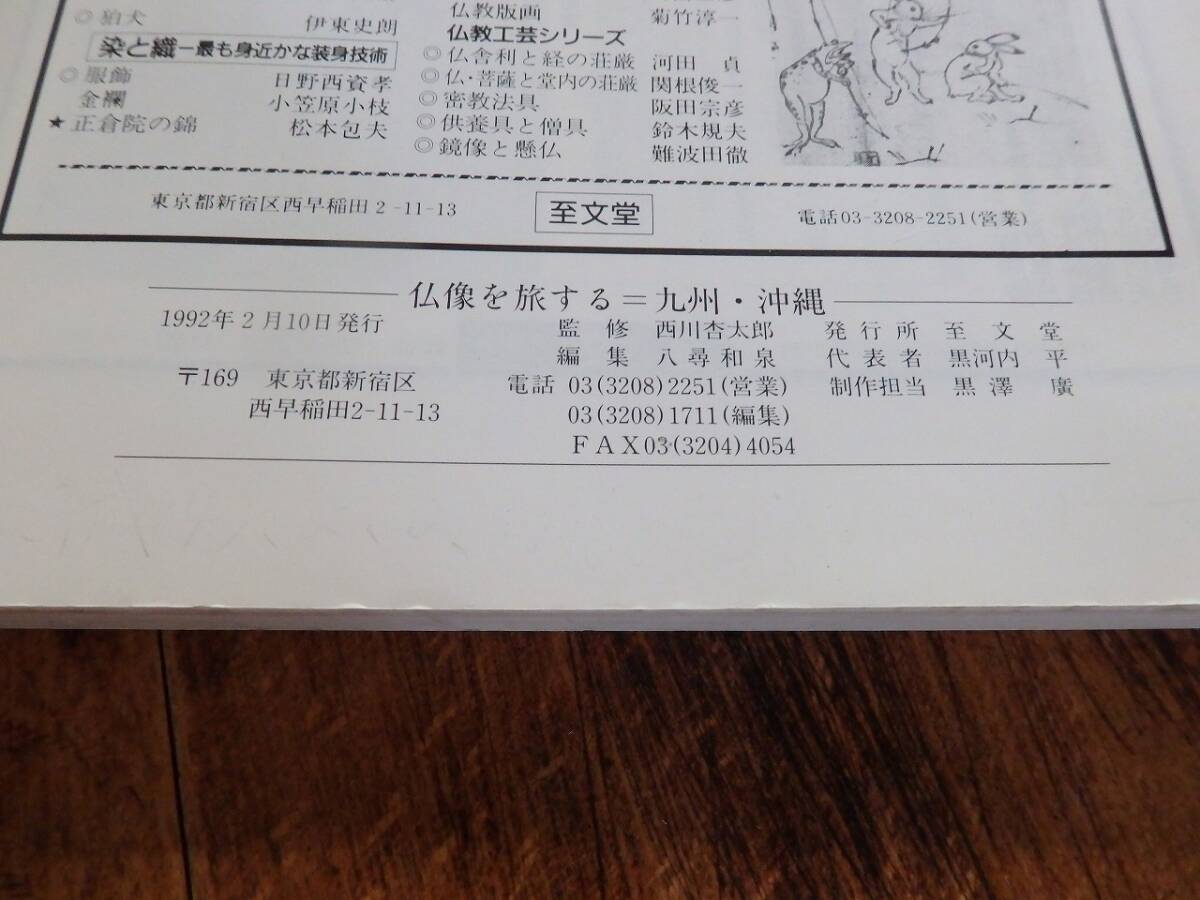 ◎狛犬 伊東史朗
染と織－最も身近かな装身技術
◎服飾 日野西資孝
金襴 小笠原小枝
★正倉院の錦 松本包夫
仏教版画 菊竹淳一
仏教工芸シリーズ
◎仏舎利と経の荘厳 河田 貞
◎仏・菩薩と堂内の荘厳 関根俊一
◎密教法具 阪田宗彦
◎供養具と僧具 鈴木規夫
◎鏡像と懸仏 難波田徹
東京都新宿区西早稲田2-11-13 至文堂 電話03-3208-2251(営業)
仏像を旅する＝九州・沖縄
1992年2月10日発行
〒169 東京都新宿区
西早稲田2-11-13
監修 西川杏太郎 発行所 至文堂
編集 八尋和泉 代表者 黒河内 平
電話 03(3208)2251(営業) 制作担当 黒澤 廣
03(3208)1711(編集)
FAX03(3204)4054